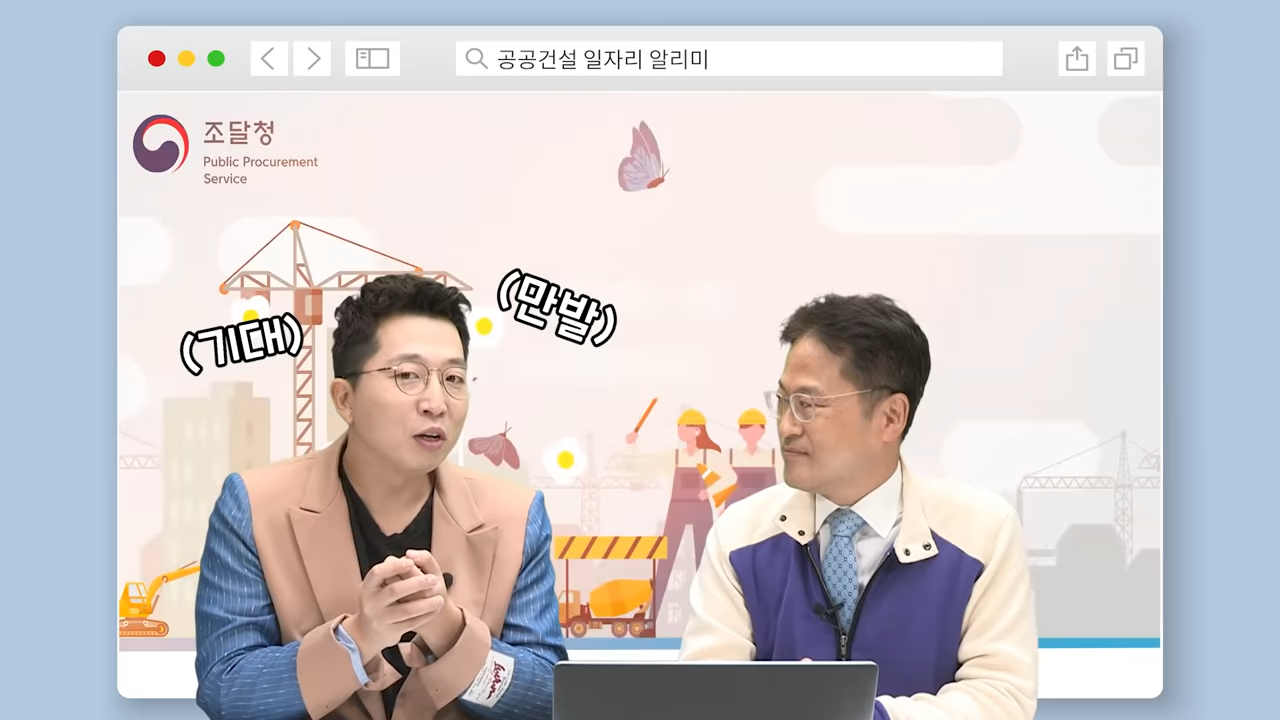 공공건설 일자리 알리미
조달청
Public Procurement
Service
(기대)
(만발)